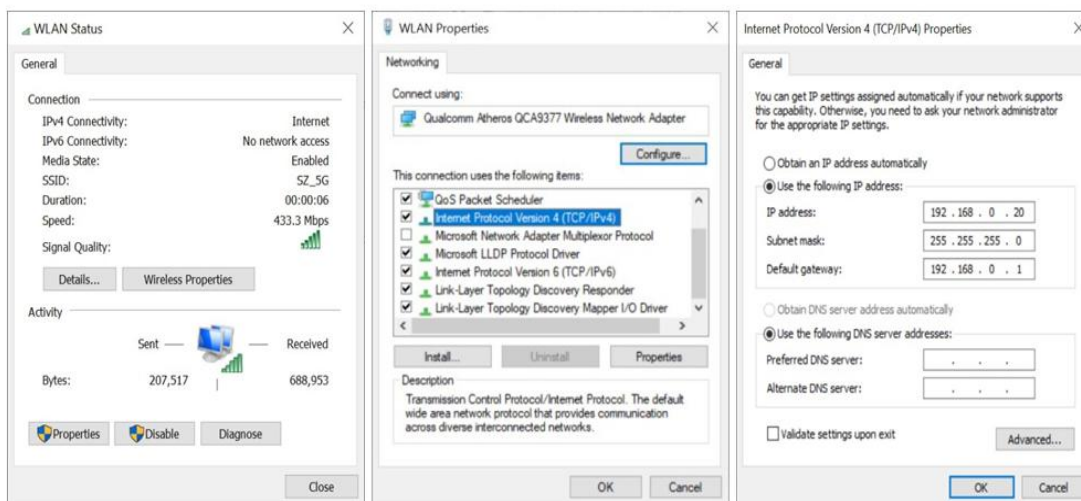 WLAN Status
General
Connection
IPv4 Connectivity: Internet
IPv6 Connectivity: No network access
Media State: Enabled
SSID: SZ_5G
Duration: 00:00:06
Speed: 433.3 Mbps
Signal Quality:
Details... Wireless Properties
Activity
Sent — — Received
Bytes: 207,517 688,953
Properties Disable Diagnose
Close
WLAN Properties
Networking
Connect using:
Qualcomm Atheros QCA9377 Wireless Network Adapter
Configure...
This connection uses the following items:
QoS Packet Scheduler
Internet Protocol Version 4 (TCP/IPv4)
Microsoft Network Adapter Multiplexor Protocol
Microsoft LLDP Protocol Driver
Internet Protocol Version 6 (TCP/IPv6)
Link-Layer Topology Discovery Responder
Link-Layer Topology Discovery Mapper I/O Driver
Install... Uninstall Properties
Description
Transmission Control Protocol/Internet Protocol. The default
wide area network protocol that provides communication
across diverse interconnected networks.
OK Cancel
Internet Protocol Version 4 (TCP/IPv4) Properties
General
You can get IP settings assigned automatically if your network supports
this capability. Otherwise, you need to ask your network administrator
for the appropriate IP settings.
Obtain an IP address automatically
Use the following IP address:
IP address: 192 . 168 . 0 . 20
Subnet mask: 255 . 255 . 255 . 0
Default gateway: 192 . 168 . 0 . 1
Obtain DNS server address automatically
Use the following DNS server addresses:
Preferred DNS server: . . .
Alternate DNS server: . . .
Validate settings upon exit
Advanced...
OK Cancel